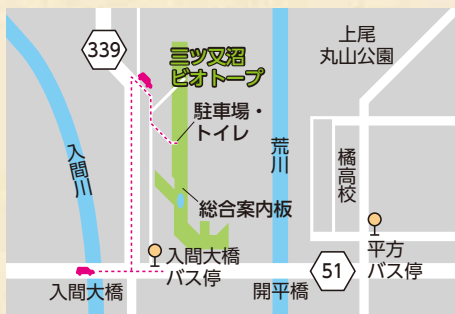 339
三ツ又沼
ビオトープ
上尾
丸山公園
駐車場・
トイレ
入間川
荒川
橘高校
総合案内板
入間大橋
バス停
平方
バス停
51
入間大橋
開平橋